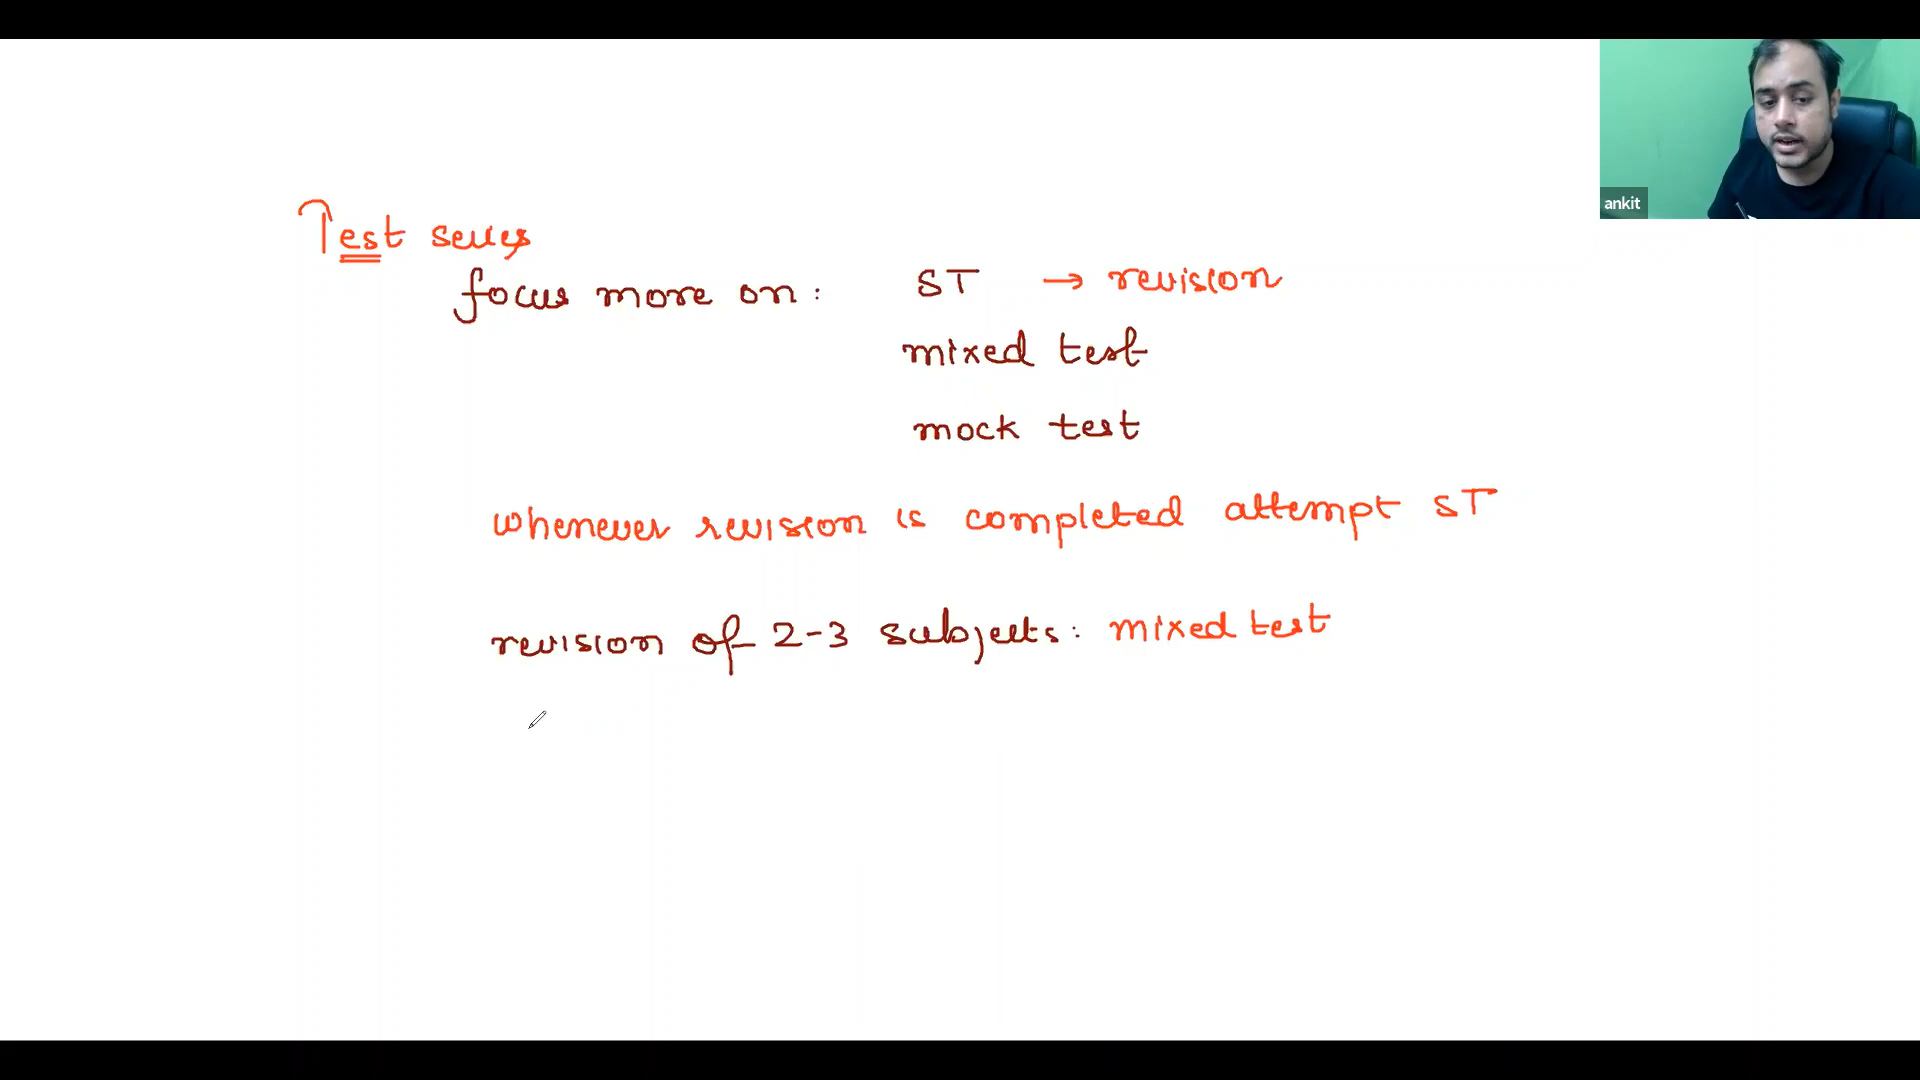 ankit
Test series
focus more on: ST → revision
mixed test
mock test
whenever revision is completed attempt ST
revision of 2-3 subjects: mixed test